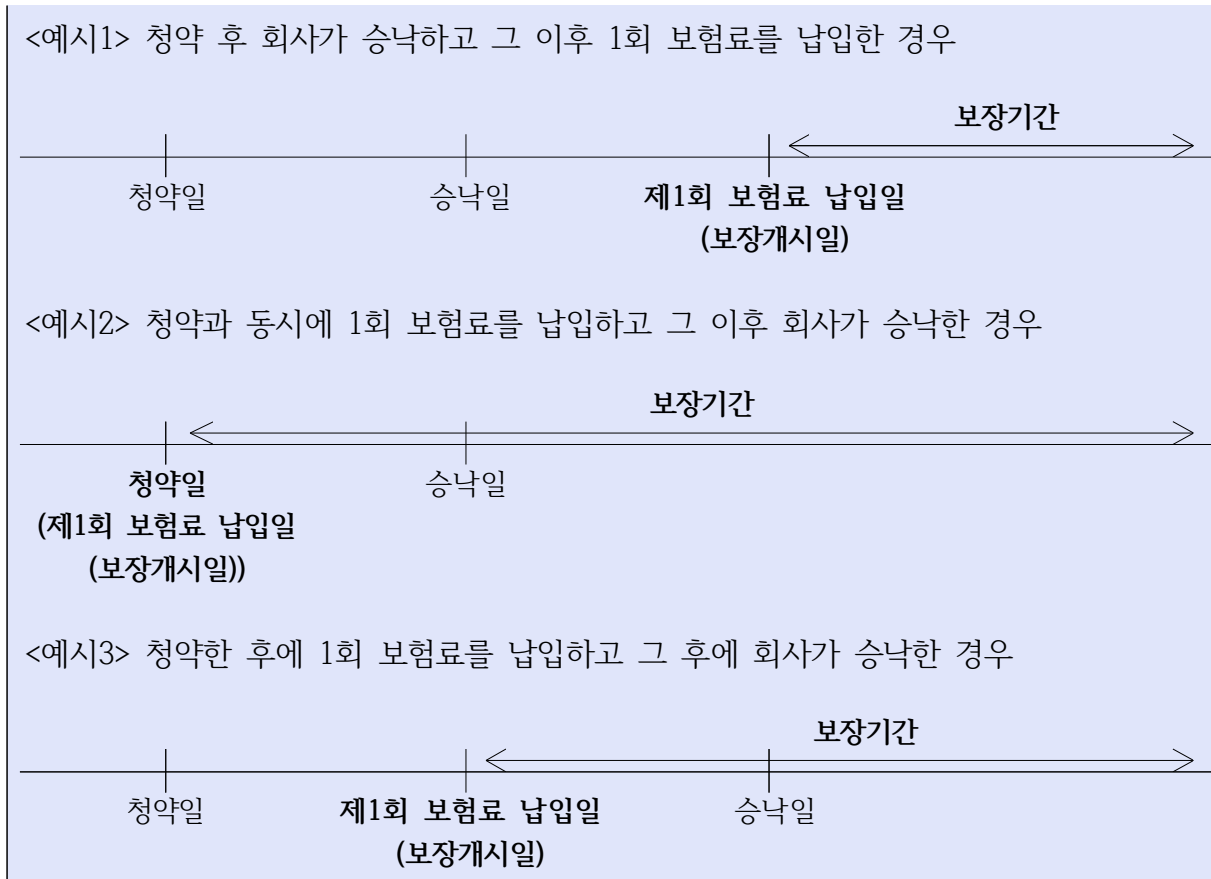 <예시1> 청약 후 회사가 승낙하고 그 이후 1회 보험료를 납입한 경우
보장기간
청약일 승낙일 제1회 보험료 납입일
(보장개시일)
<예시2> 청약과 동시에 1회 보험료를 납입하고 그 이후 회사가 승낙한 경우
보장기간
청약일 승낙일
(제1회 보험료 납입일
(보장개시일))
<예시3> 청약한 후에 1회 보험료를 납입하고 그 후에 회사가 승낙한 경우
보장기간
청약일 제1회 보험료 납입일 승낙일
(보장개시일)